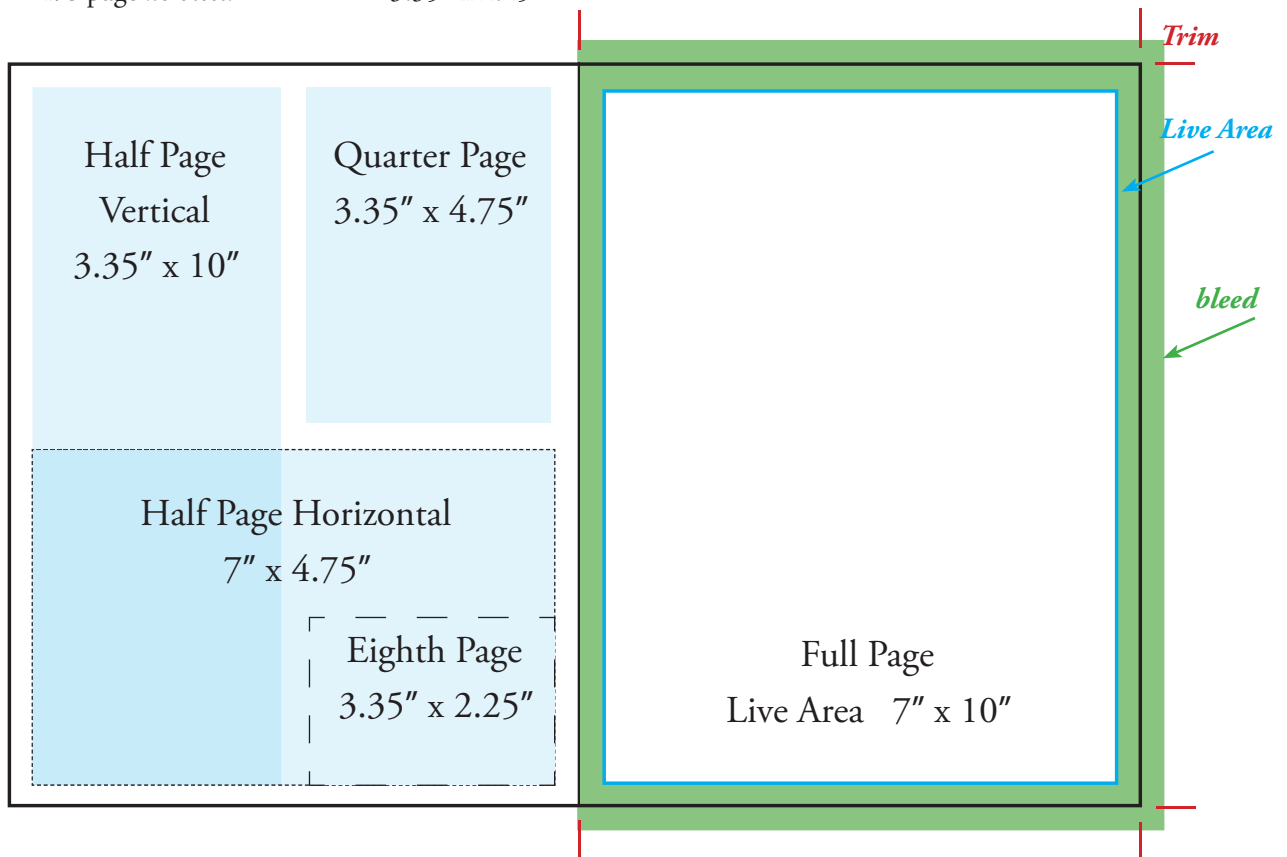 Trim
Live Area
bleed
Half Page
Vertical
3.35″ x 10″
Quarter Page
3.35″ x 4.75″
Half Page Horizontal
7″ x 4.75″
Eighth Page
3.35″ x 2.25″
Full Page
Live Area 7″ x 10″